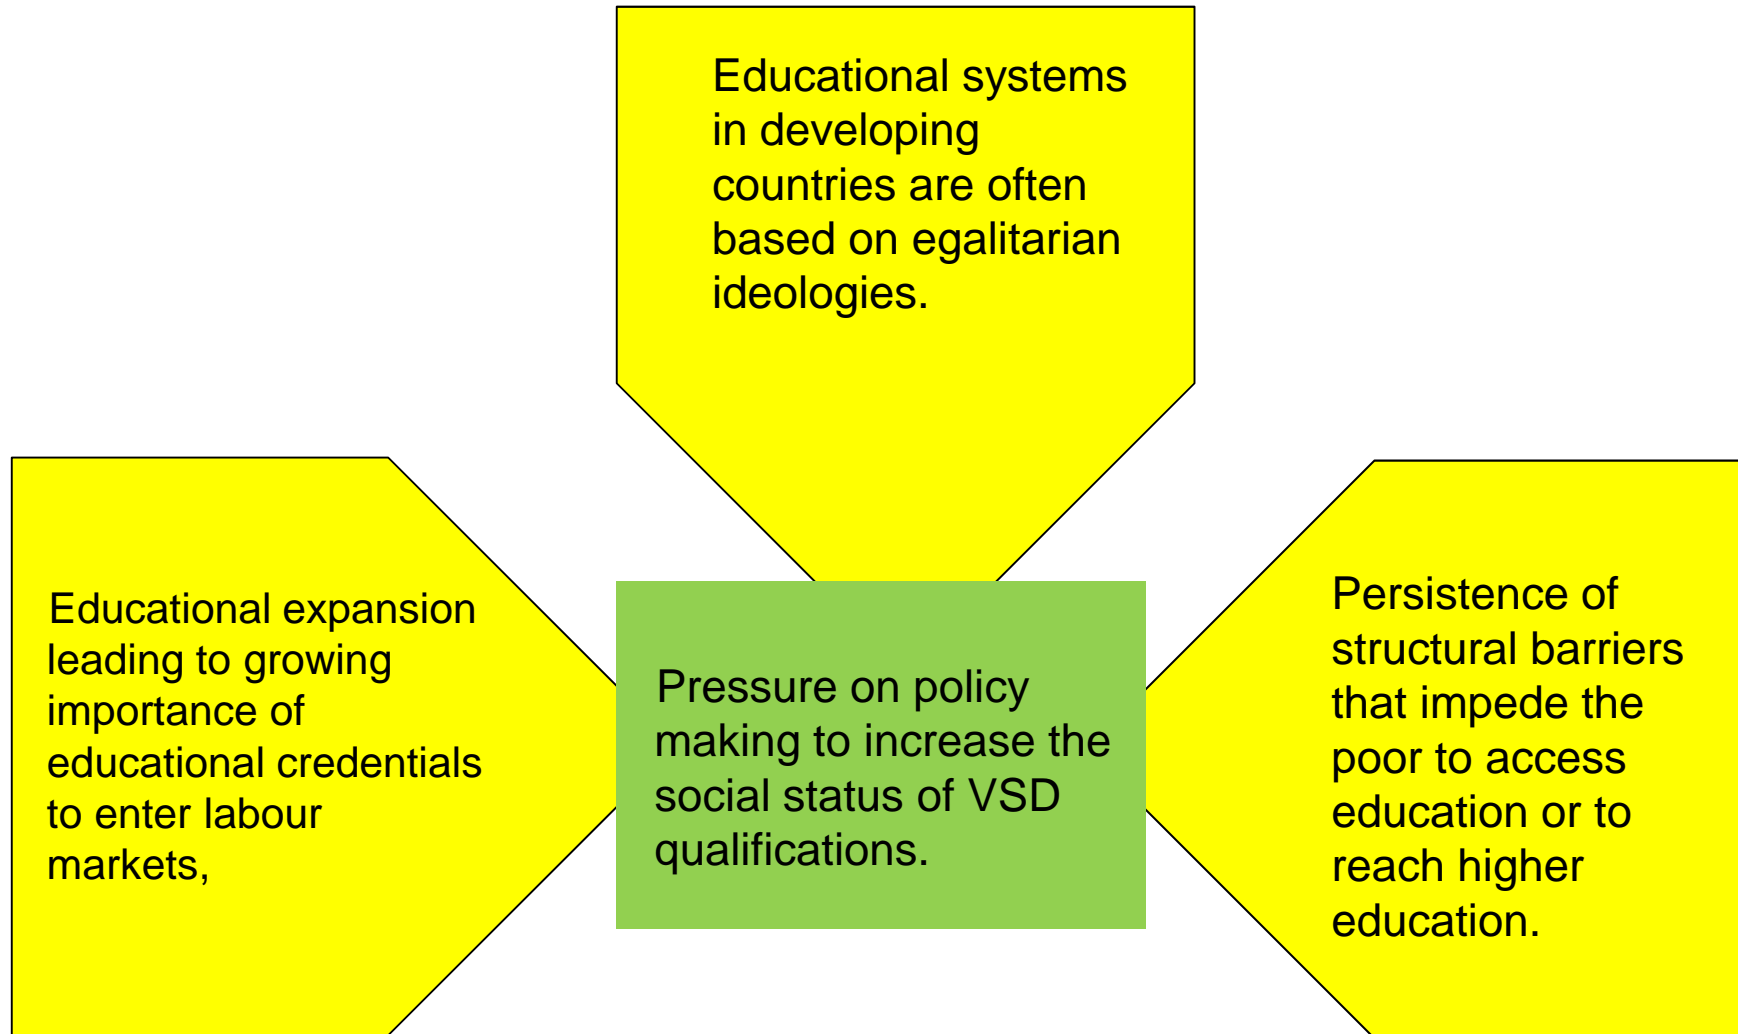 Educational systems
in developing
countries are often
based on egalitarian
ideologies.
Educational expansion
leading to growing
importance of
educational credentials
to enter labour
markets,
Pressure on policy
making to increase the
social status of VSD
qualifications.
Persistence of
structural barriers
that impede the
poor to access
education or to
reach higher
education.